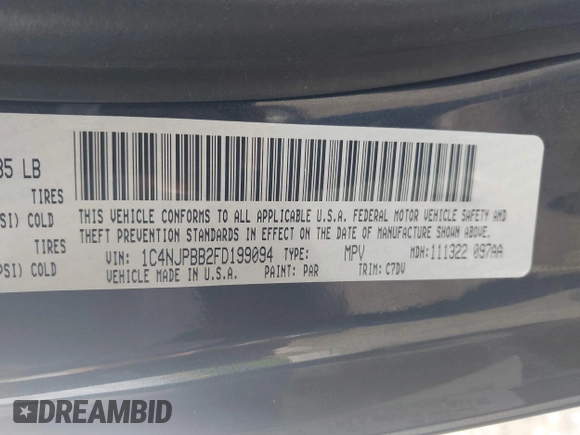 85 LB
TIRES
SI) COLD
TIRES
PSI) COLD
THIS VEHICLE CONFORMS TO ALL APPLICABLE U.S.A. FEDERAL MOTOR VEHICLE SAFETY AND
THEFT PREVENTION STANDARDS IN EFFECT ON THE DATE OF MANUFACTURE SHOWN ABOVE.
VIN: 1C4NJPBB2FD199094 TYPE: MPV MDH: 111322 097AA
VEHICLE MADE IN U.S.A. PAINT: PAR TRIM: C7DV
DREAMBID